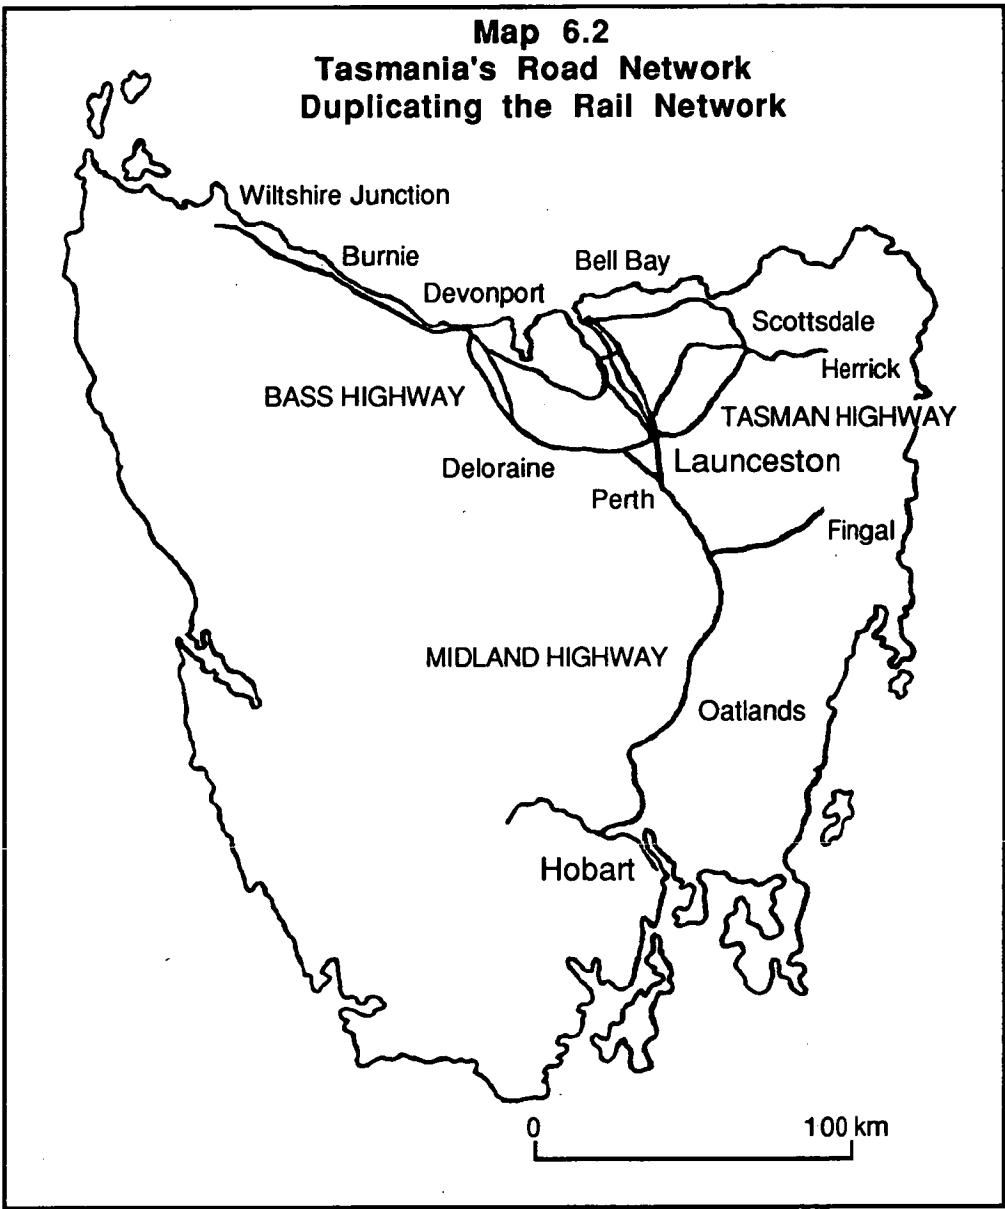 Map 6.2
Tasmania's Road Network
Duplicating the Rail Network
Wiltshire Junction
Burnie
Bell Bay
Devonport
Scottsdale
Herrick
BASS HIGHWAY
TASMAN HIGHWAY
Deloraine
Launceston
Perth
Fingal
MIDLAND HIGHWAY
Oatlands
Hobart
0 100 km